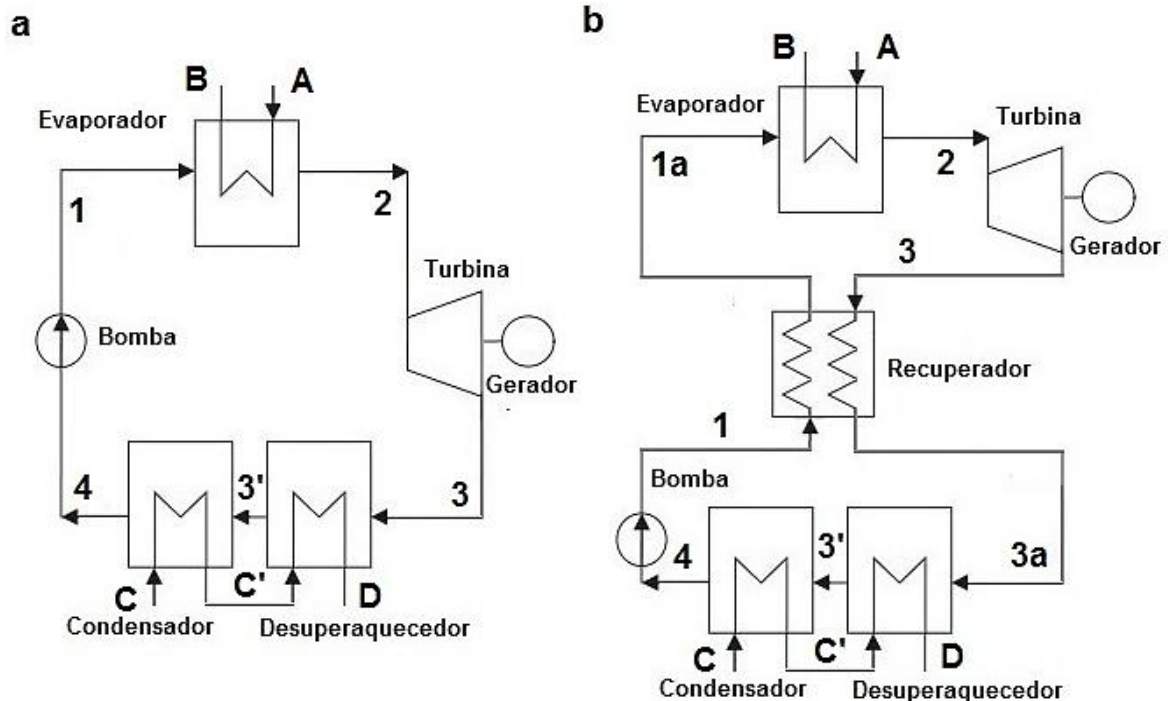 a
B
A
Evaporador
1
2
Turbina
Bomba
Gerador
4
3'
3
C
C'
D
Condensador
Desuperaquecedor
b
B
A
Evaporador
Turbina
1a
2
Gerador
3
Recuperador
1
Bomba
4
3'
3a
C
C'
D
Condensador
Desuperaquecedor